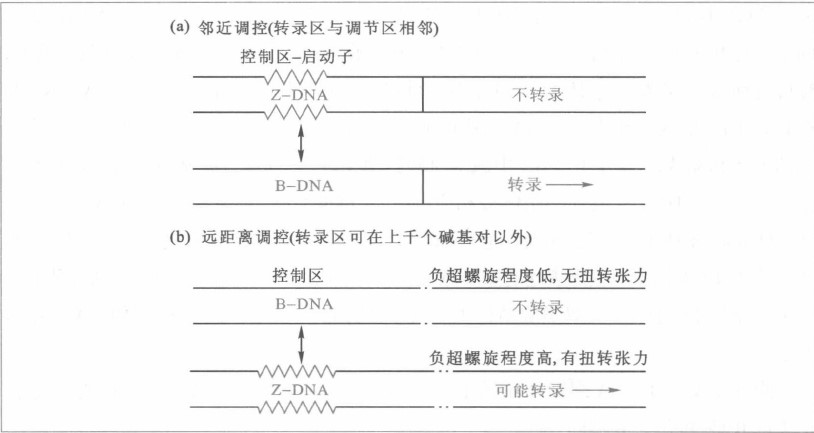 (a) 邻近调控(转录区与调节区相邻)
控制区–启动子
Z–DNA
不转录
B–DNA
转录
(b) 远距离调控(转录区可在上千个碱基对以外)
控制区
负超螺旋程度低,无扭转张力
B–DNA
不转录
负超螺旋程度高,有扭转张力
Z–DNA
可能转录